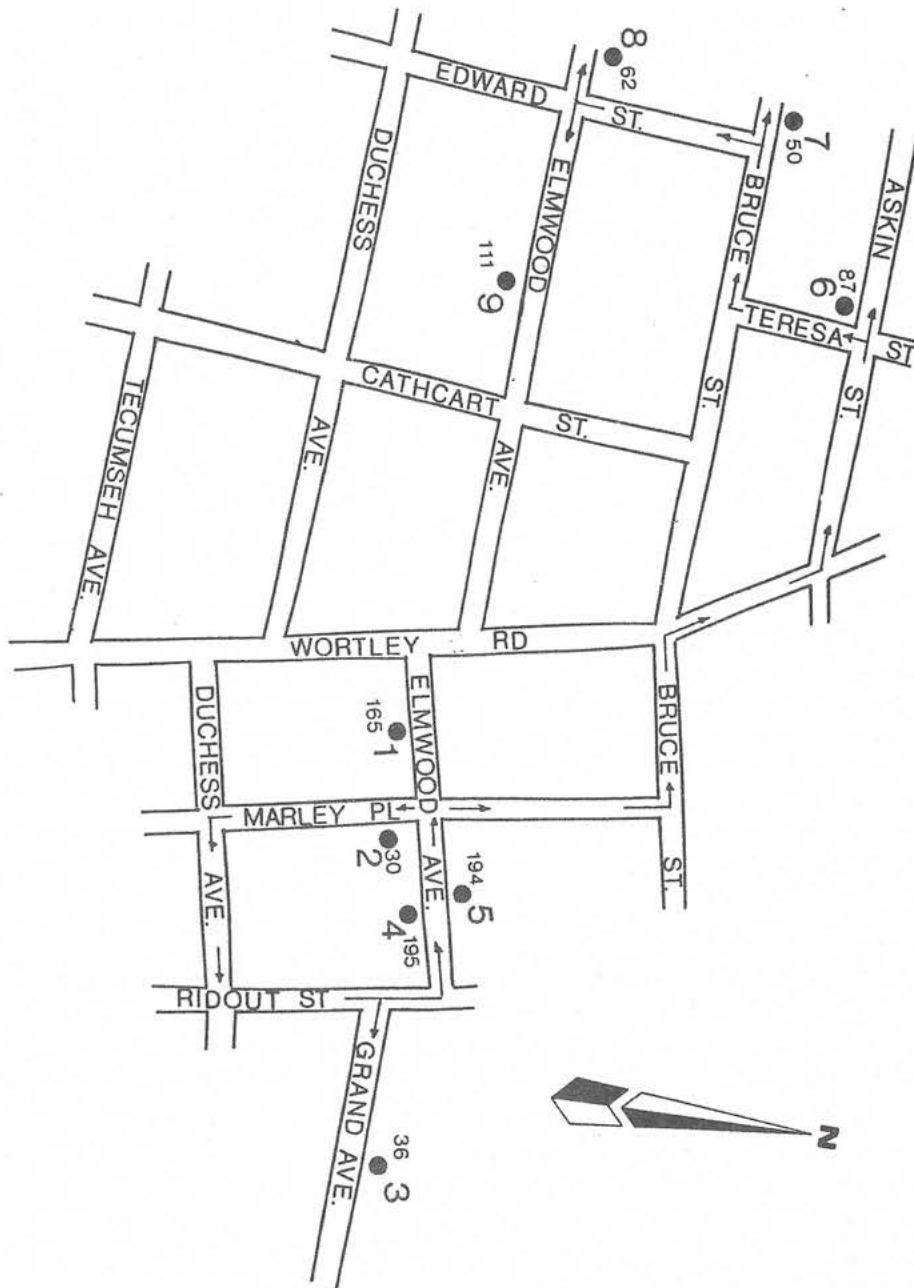 8
62
EDWARD ST.
7
50
ASKIN ST.
DUCHESS AVE.
ELMWOOD AVE.
BRUCE ST.
111
9
87
6
TERESA ST
CATHCART ST.
TECUMSEH AVE.
WORTLEY RD
DUCHESS AVE.
165
1
ELMWOOD AVE.
BRUCE ST.
MARLEY PL
2
30
194
5
4
195
RIDOUT ST
GRAND AVE.
36
3
N